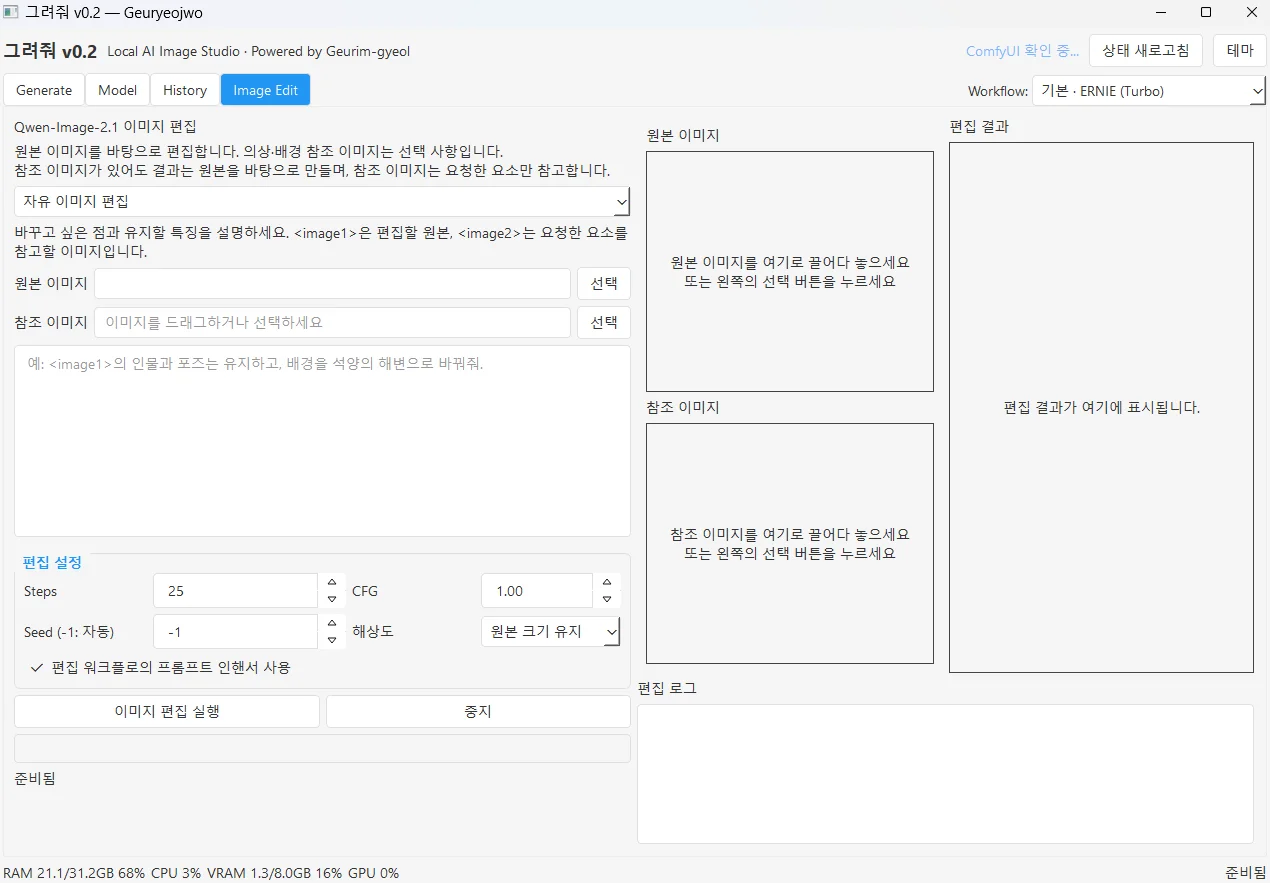 그려줘 v0.2 — Geuryeojwo
그려줘 v0.2 Local AI Image Studio · Powered by Geurim-gyeol
ComfyUI 확인 중...
상태 새로고침
테마
Generate
Model
History
Image Edit
Workflow: 기본 · ERNIE (Turbo)
Qwen-Image-2.1 이미지 편집
원본 이미지를 바탕으로 편집합니다. 의상·배경 참조 이미지는 선택 사항입니다.
참조 이미지가 있어도 결과는 원본을 바탕으로 만들며, 참조 이미지는 요청한 요소만 참고합니다.
자유 이미지 편집
바꾸고 싶은 점과 유지할 특징을 설명하세요. <image1>은 편집할 원본, <image2>는 요청한 요소를
참고할 이미지입니다.
원본 이미지
선택
참조 이미지 이미지를 드래그하거나 선택하세요
선택
예: <image1>의 인물과 포즈는 유지하고, 배경을 석양의 해변으로 바꿔줘.
편집 설정
Steps 25
CFG 1.00
Seed (-1: 자동) -1
해상도 원본 크기 유지
편집 워크플로의 프롬프트 인핸서 사용
이미지 편집 실행
중지
준비됨
원본 이미지
원본 이미지를 여기로 끌어다 놓으세요
또는 왼쪽의 선택 버튼을 누르세요
참조 이미지
참조 이미지를 여기로 끌어다 놓으세요
또는 왼쪽의 선택 버튼을 누르세요
편집 결과
편집 결과가 여기에 표시됩니다.
편집 로그
RAM 21.1/31.2GB 68% CPU 3% VRAM 1.3/8.0GB 16% GPU 0%
준비됨